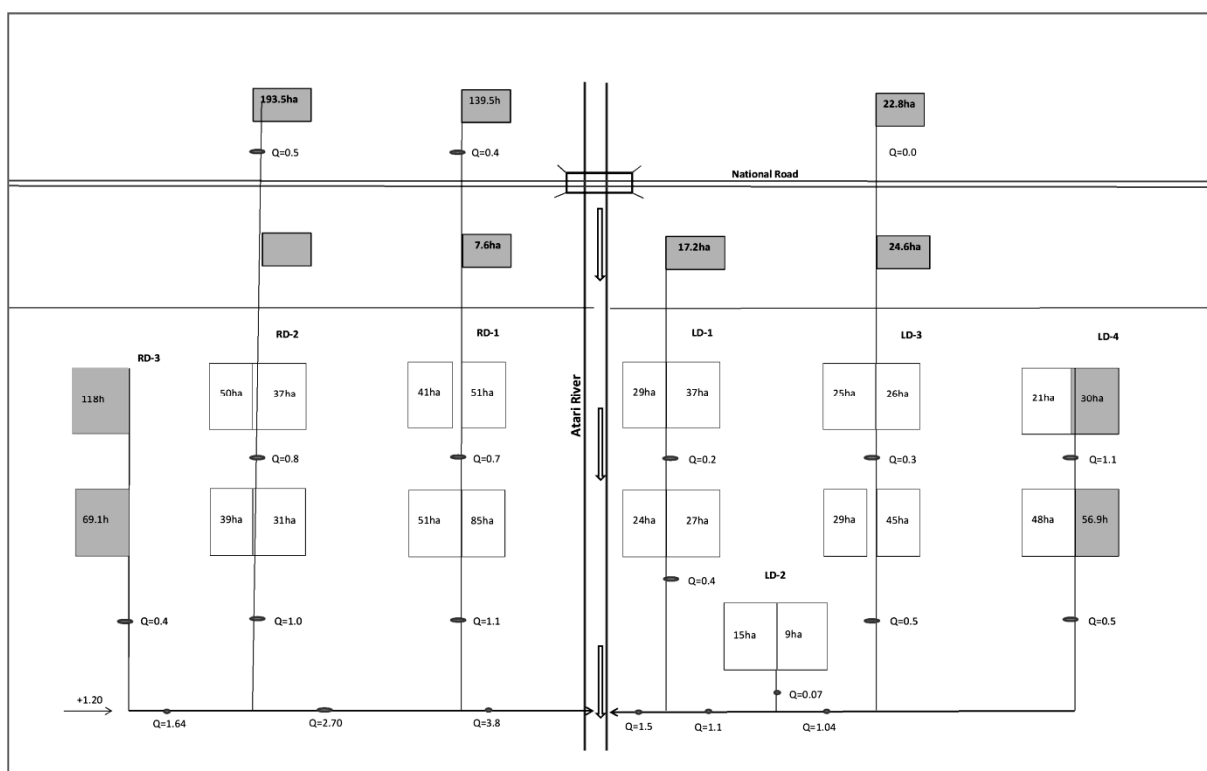 193.5ha
139.5h
22.8ha
Q=0.5
Q=0.4
Q=0.0
National Road
7.6ha
17.2ha
24.6ha
RD-3
RD-2
RD-1
LD-1
LD-3
LD-4
Atari River
118h
50ha
37ha
41ha
51ha
29ha
37ha
25ha
26ha
21ha
30ha
Q=0.8
Q=0.7
Q=0.2
Q=0.3
Q=1.1
69.1h
39ha
31ha
51ha
85ha
24ha
27ha
29ha
45ha
48ha
56.9h
LD-2
Q=0.4
15ha
9ha
Q=0.4
Q=1.0
Q=1.1
Q=0.5
Q=0.5
Q=0.07
+1.20
Q=1.64
Q=2.70
Q=3.8
Q=1.5
Q=1.1
Q=1.04